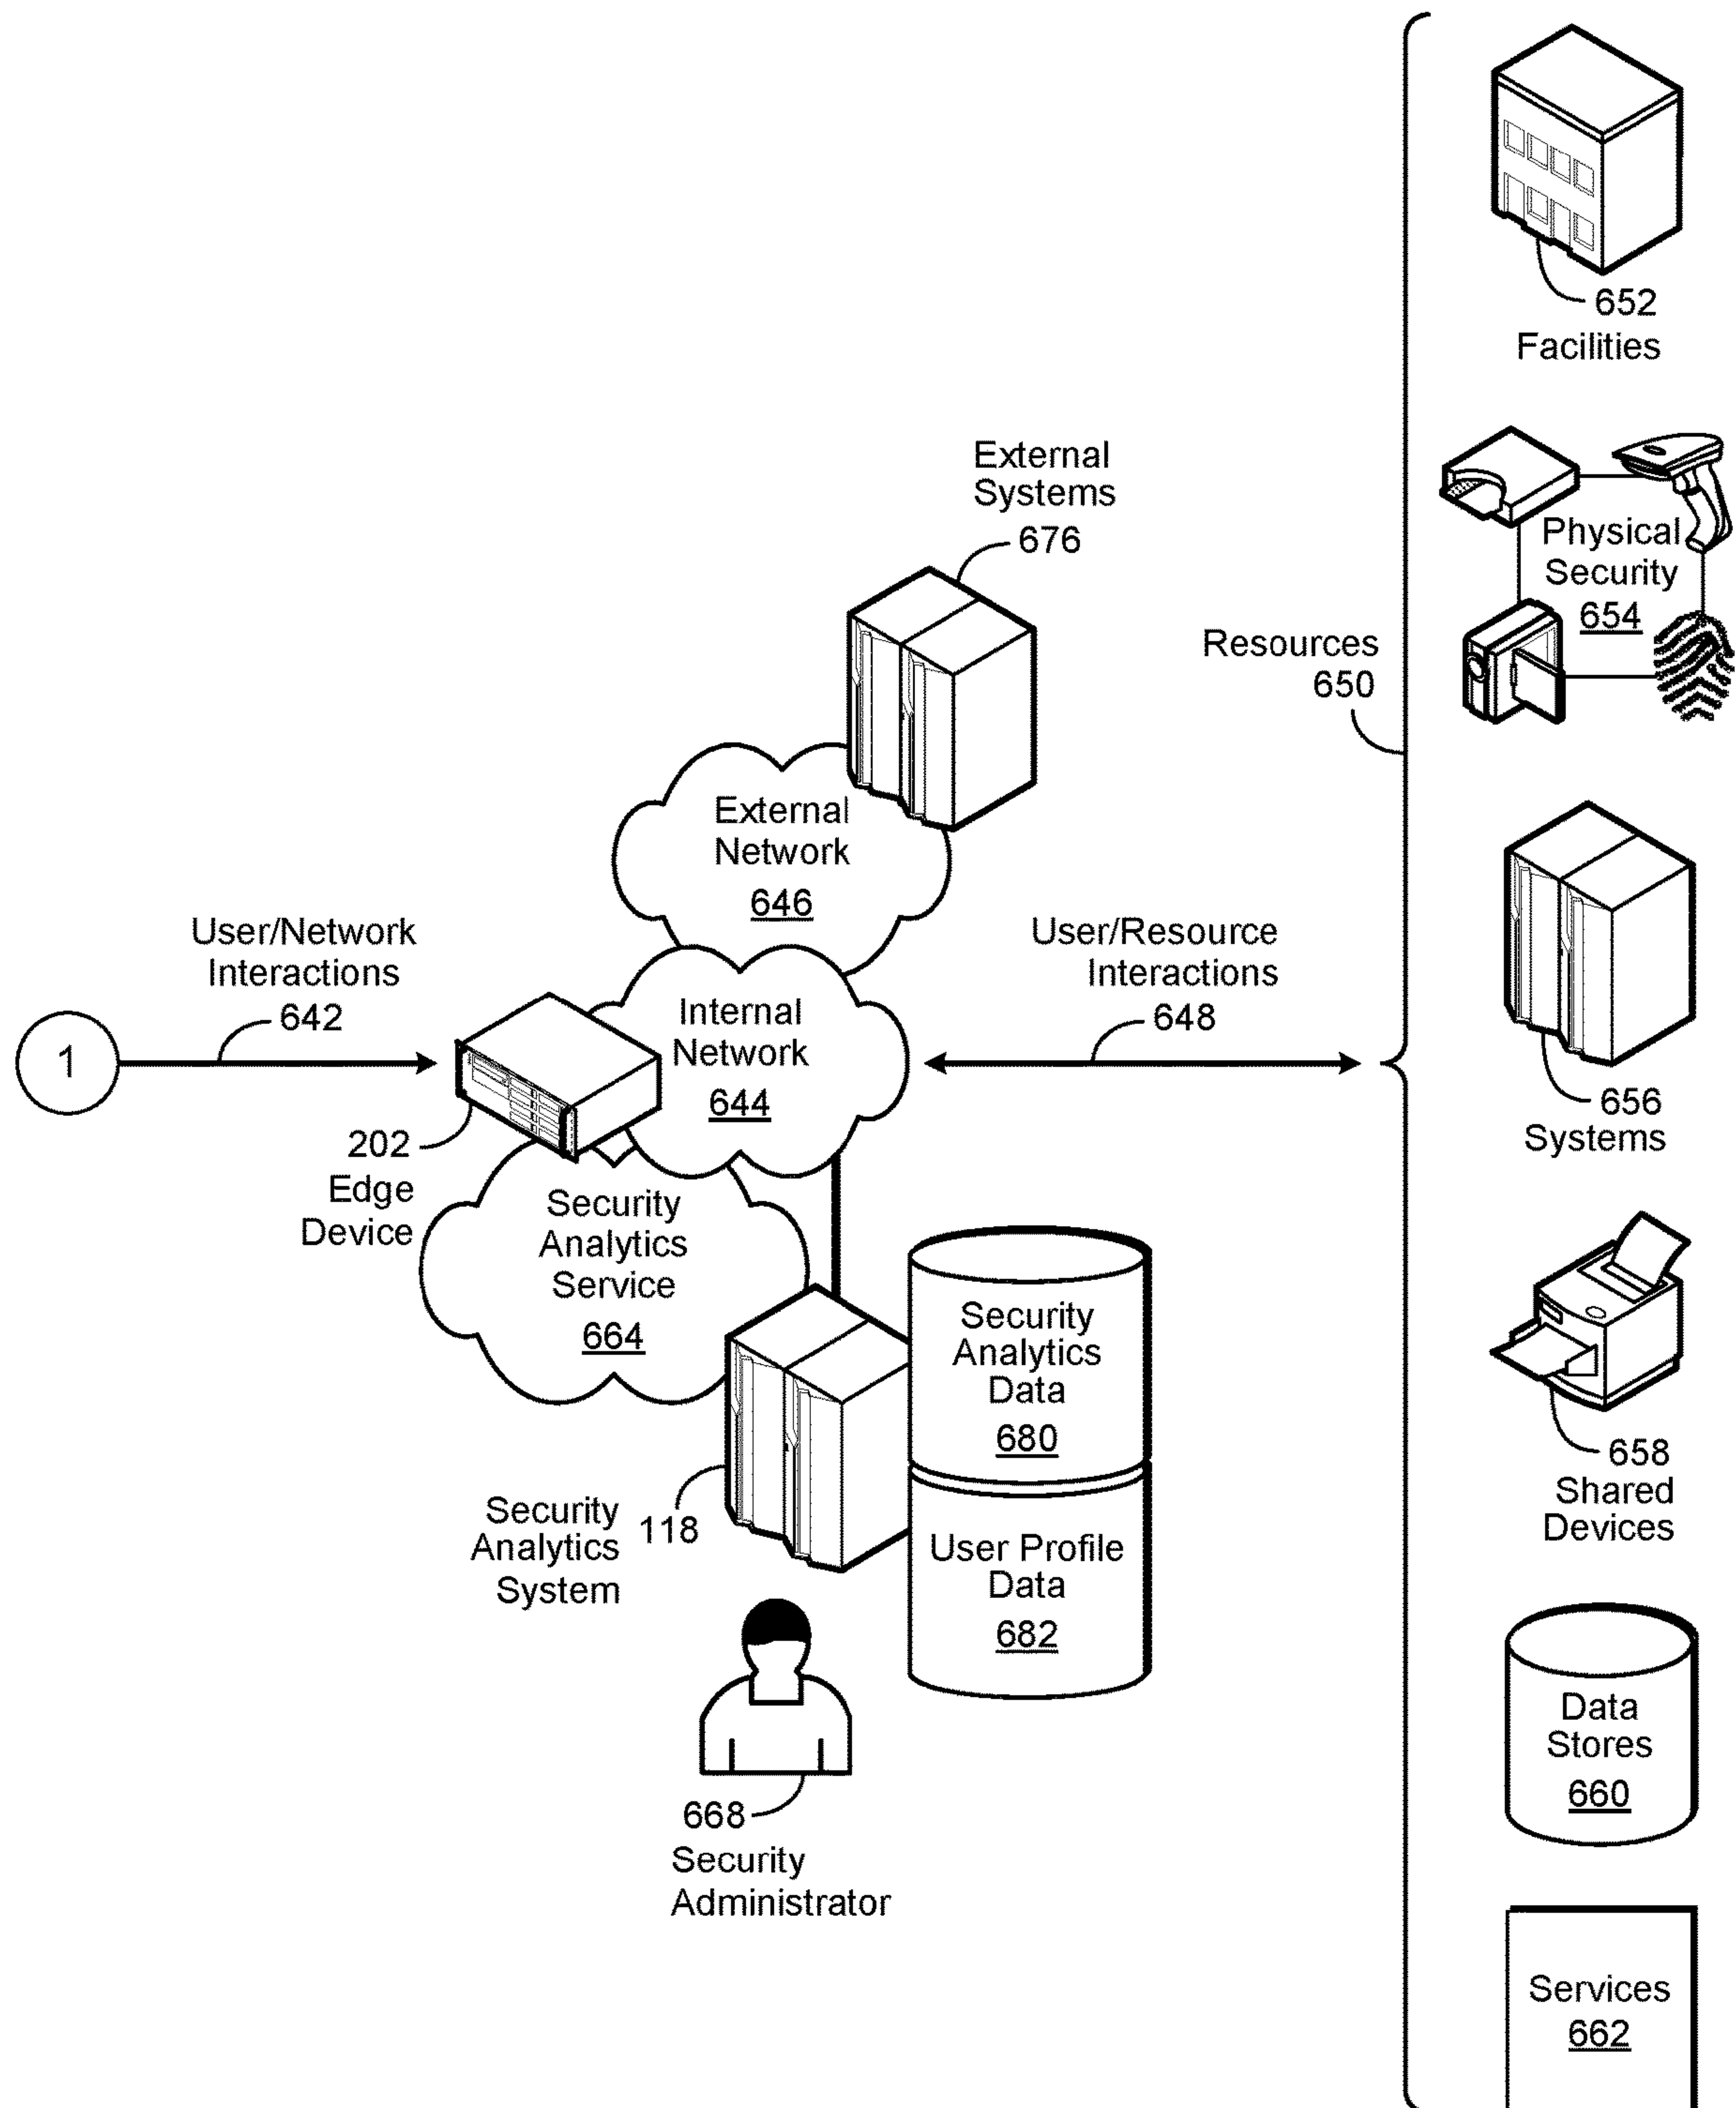 652
Facilities
External
Systems
676
Physical
Security
654
Resources
650
External
Network
646
User/Network
Interactions
642
User/Resource
Interactions
648
1
Internal
Network
644
202
Edge
Device
656
Systems
Security
Analytics
Service
664
Security
Analytics
Data
680
658
Shared
Devices
Security
Analytics
System
118
User Profile
Data
682
Data
Stores
660
668
Security
Administrator
Services
662